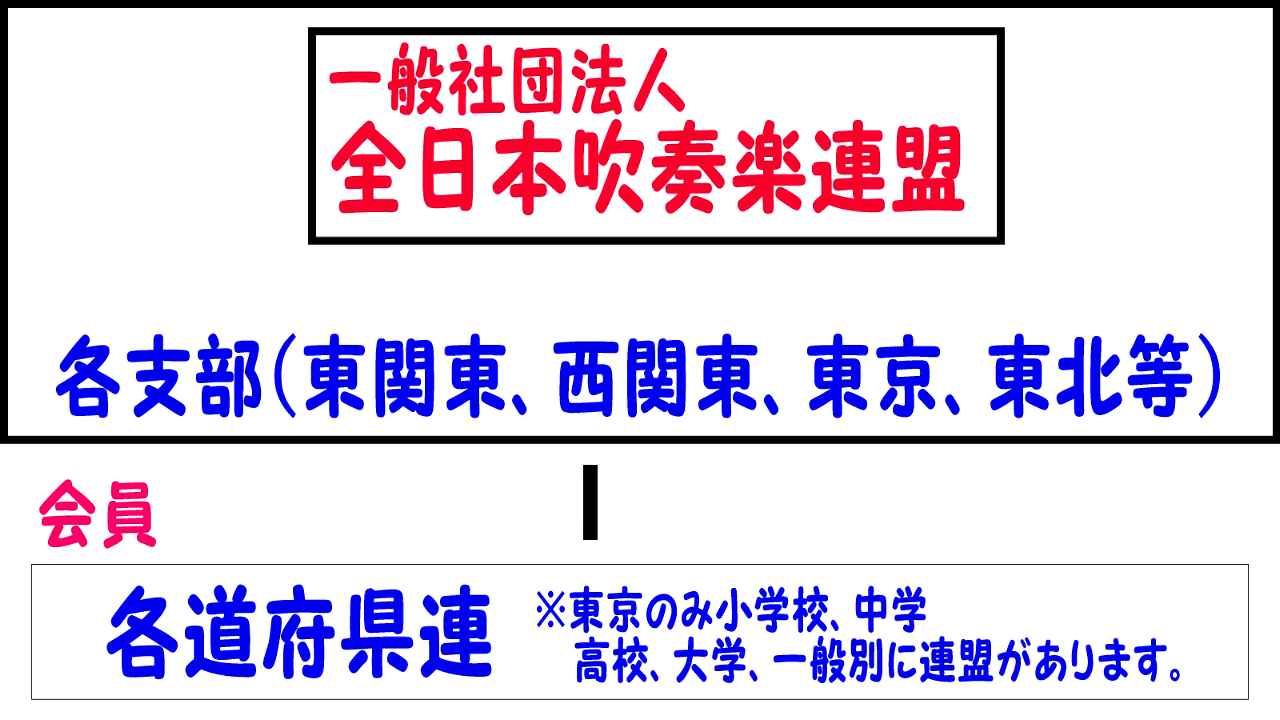 一般社団法人
全日本吹奏楽連盟
各支部(東関東、西関東、東京、東北等)
会員
各道府県連
※東京のみ小学校、中学
高校、大学、一般別に連盟があります。